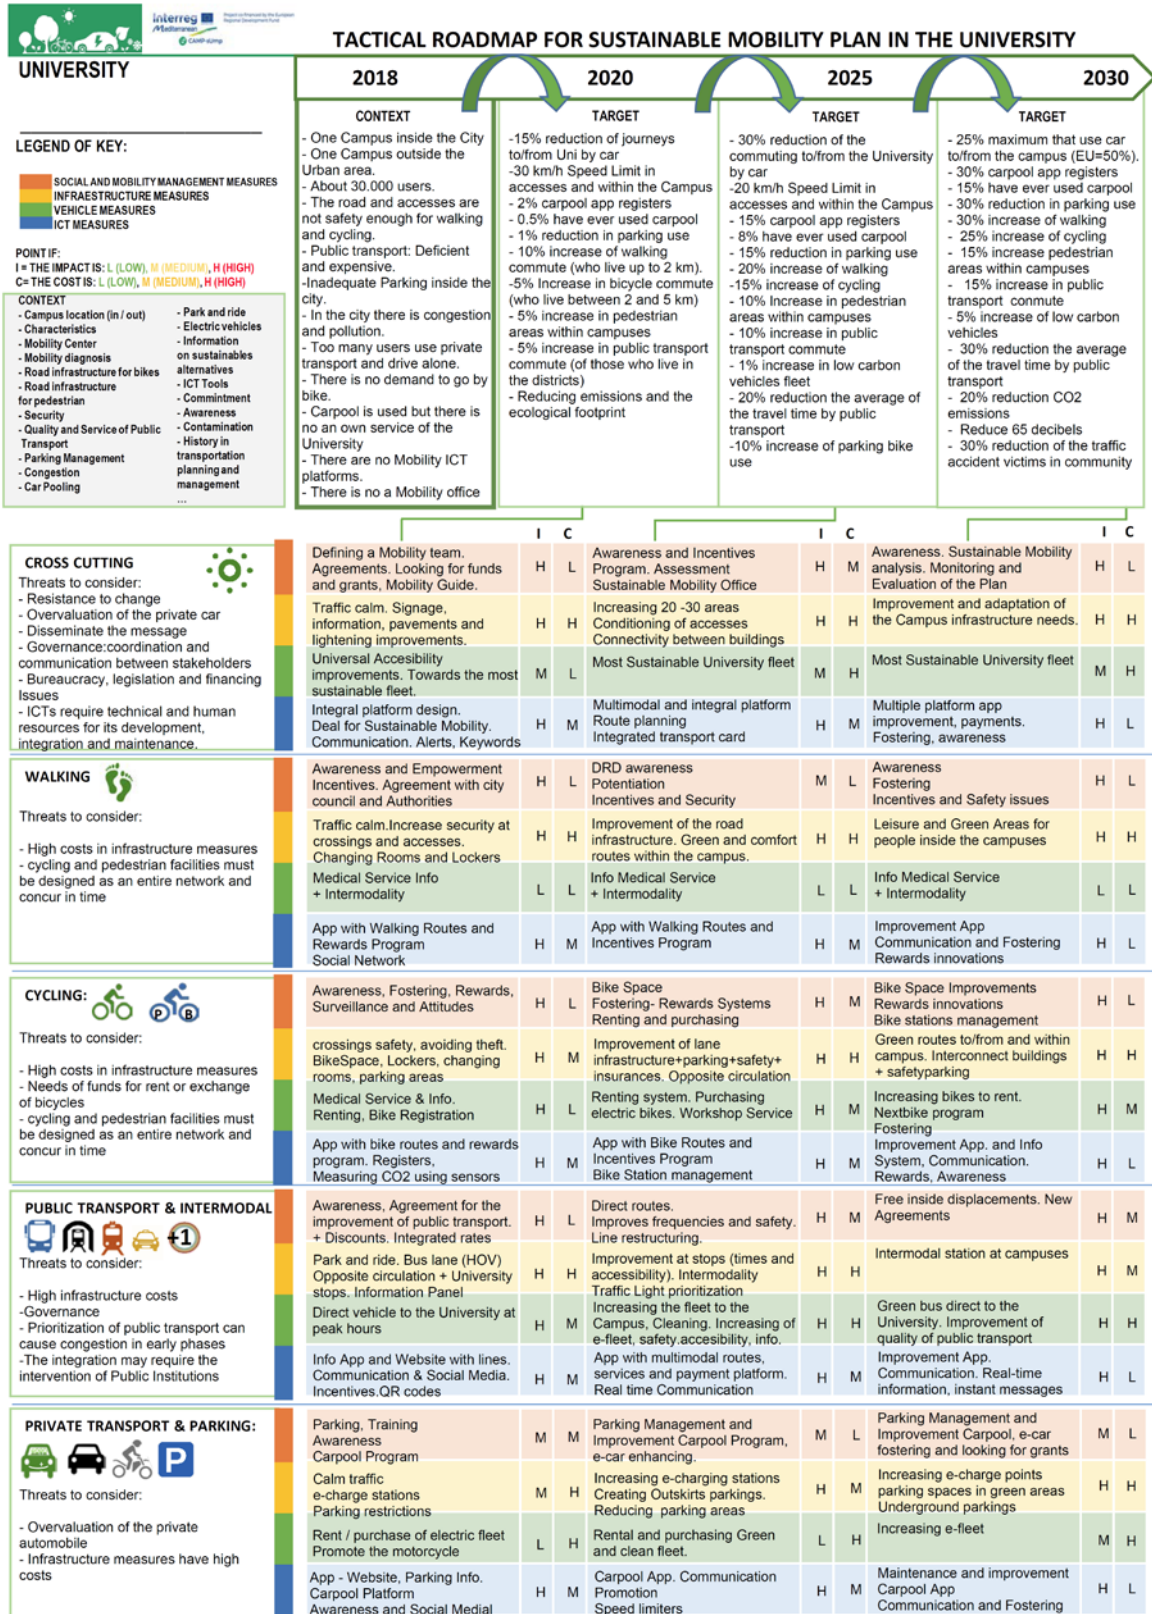 Interreg
Mediterranean
CAMP-sUmp
Project co-financed by the European
Regional Development Fund
TACTICAL ROADMAP FOR SUSTAINABLE MOBILITY PLAN IN THE UNIVERSITY
UNIVERSITY
2018
2020
2025
2030
LEGEND OF KEY:
SOCIAL AND MOBILITY MANAGEMENT MEASURES
INFRAESTRUCTURE MEASURES
VEHICLE MEASURES
ICT MEASURES
POINT IF:
I = THE IMPACT IS: L (LOW), M (MEDIUM), H (HIGH)
C= THE COST IS: L (LOW), M (MEDIUM), H (HIGH)
CONTEXT
- Campus location (in / out)
- Characteristics
- Mobility Center
- Mobility diagnosis
- Road infrastructure for bikes
- Road infrastructure
for pedestrian
- Security
- Quality and Service of Public
Transport
- Parking Management
- Congestion
- Car Pooling
- Park and ride
- Electric vehicles
- Information
on sustainables
alternatives
- ICT Tools
- Commintment
- Awareness
- Contamination
- History in
transportation
planning and
management
...
CONTEXT
- One Campus inside the City
- One Campus outside the
Urban area.
- About 30.000 users.
- The road and accesses are
not safety enough for walking
and cycling.
- Public transport: Deficient
and expensive.
-Inadequate Parking inside the
city.
- In the city there is congestion
and pollution.
- Too many users use private
transport and drive alone.
- There is no demand to go by
bike.
- Carpool is used but there is
no an own service of the
University
- There are no Mobility ICT
platforms.
- There is no a Mobility office
TARGET
-15% reduction of journeys
to/from Uni by car
-30 km/h Speed Limit in
accesses and within the Campus
- 2% carpool app registers
- 0.5% have ever used carpool
- 1% reduction in parking use
- 10% increase of walking
commute (who live up to 2 km).
-5% Increase in bicycle commute
(who live between 2 and 5 km)
- 5% increase in pedestrian
areas within campuses
- 5% increase in public transport
commute (of those who live in
the districts)
- Reducing emissions and the
ecological footprint
TARGET
- 30% reduction of the
commuting to/from the University
by car
-20 km/h Speed Limit in
accesses and within the Campus
- 15% carpool app registers
- 8% have ever used carpool
- 15% reduction in parking use
- 20% increase of walking
-15% increase of cycling
- 10% Increase in pedestrian
areas within campuses
- 10% increase in public
transport commute
- 1% increase in low carbon
vehicles fleet
- 20% reduction the average of
the travel time by public
transport
-10% increase of parking bike
use
TARGET
- 25% maximum that use car
to/from the campus (EU=50%).
- 30% carpool app registers
- 15% have ever used carpool
- 30% reduction in parking use
- 30% increase of walking
- 25% increase of cycling
- 15% increase pedestrian
areas within campuses
- 15% increase in public
transport conmute
- 5% increase of low carbon
vehicles
- 30% reduction the average
of the travel time by public
transport
- 20% reduction CO2
emissions
- Reduce 65 decibels
- 30% reduction of the traffic
accident victims in community
I C I C I C
CROSS CUTTING
Threats to consider:
- Resistance to change
- Overvaluation of the private car
- Disseminate the message
- Governance:coordination and
communication between stakeholders
- Bureaucracy, legislation and financing
Issues
- ICTs require technical and human
resources for its development,
integration and maintenance.
Defining a Mobility team.
Agreements. Looking for funds
and grants, Mobility Guide.
H L
Awareness and Incentives
Program. Assessment
Sustainable Mobility Office
H M
Awareness. Sustainable Mobility
analysis. Monitoring and
Evaluation of the Plan
H L
Traffic calm. Signage,
information, pavements and
lightening improvements.
H H
Increasing 20 -30 areas
Conditioning of accesses
Connectivity between buildings
H H
Improvement and adaptation of
the Campus infrastructure needs.
H H
Universal Accesibility
improvements. Towards the most
sustainable fleet.
M L
Most Sustainable University fleet
M H
Most Sustainable University fleet
M H
Integral platform design.
Deal for Sustainable Mobility.
Communication. Alerts, Keywords
H M
Multimodal and integral platform
Route planning
Integrated transport card
H M
Multiple platform app
improvement, payments.
Fostering, awareness
H L
WALKING
Threats to consider:
- High costs in infrastructure measures
- cycling and pedestrian facilities must
be designed as an entire network and
concur in time
Awareness and Empowerment
Incentives. Agreement with city
council and Authorities
H L
DRD awareness
Potentiation
Incentives and Security
M L
Awareness
Fostering
Incentives and Safety issues
H L
Traffic calm.Increase security at
crossings and accesses.
Changing Rooms and Lockers
H H
Improvement of the road
infrastructure. Green and comfort
routes within the campus.
H H
Leisure and Green Areas for
people inside the campuses
H H
Medical Service Info
+ Intermodality
L L
Info Medical Service
+ Intermodality
L L
Info Medical Service
+ Intermodality
L L
App with Walking Routes and
Rewards Program
Social Network
H M
App with Walking Routes and
Incentives Program
H M
Improvement App
Communication and Fostering
Rewards innovations
H L
CYCLING:
P B
Threats to consider:
- High costs in infrastructure measures
- Needs of funds for rent or exchange
of bicycles
- cycling and pedestrian facilities must
be designed as an entire network and
concur in time
Awareness, Fostering, Rewards,
Surveillance and Attitudes
H L
Bike Space
Fostering- Rewards Systems
Renting and purchasing
H M
Bike Space Improvements
Rewards innovations
Bike stations management
H L
crossings safety, avoiding theft.
BikeSpace, Lockers, changing
rooms, parking areas
H M
Improvement of lane
infrastructure+parking+safety+
insurances. Opposite circulation
H H
Green routes to/from and within
campus. Interconnect buildings
+ safetyparking
H H
Medical Service & Info.
Renting, Bike Registration
H L
Renting system. Purchasing
electric bikes. Workshop Service
H M
Increasing bikes to rent.
Nextbike program
Fostering
H M
App with bike routes and rewards
program. Registers,
Measuring CO2 using sensors
H M
App with Bike Routes and
Incentives Program
Bike Station management
H M
Improvement App. and Info
System, Communication.
Rewards, Awareness
H L
PUBLIC TRANSPORT & INTERMODAL
+1
Threats to consider:
- High infrastructure costs
-Governance
- Prioritization of public transport can
cause congestion in early phases
-The integration may require the
intervention of Public Institutions
Awareness, Agreement for the
improvement of public transport.
+ Discounts. Integrated rates
H L
Direct routes.
Improves frequencies and safety.
Line restructuring.
H M
Free inside displacements. New
Agreements
H M
Park and ride. Bus lane (HOV)
Opposite circulation + University
stops. Information Panel
H H
Improvement at stops (times and
accessibility). Intermodality
Traffic Light prioritization
H H
Intermodal station at campuses
H M
Direct vehicle to the University at
peak hours
H M
Increasing the fleet to the
Campus, Cleaning. Increasing of
e-fleet, safety.accesibility, info.
H H
Green bus direct to the
University. Improvement of
quality of public transport
H H
Info App and Website with lines.
Communication & Social Media.
Incentives.QR codes
H M
App with multimodal routes,
services and payment platform.
Real time Communication
H M
Improvement App.
Communication. Real-time
information, instant messages
H L
PRIVATE TRANSPORT & PARKING:
P
Threats to consider:
- Overvaluation of the private
automobile
- Infrastructure measures have high
costs
Parking, Training
Awareness
Carpool Program
M M
Parking Management and
Improvement Carpool Program,
e-car enhancing.
M L
Parking Management and
Improvement Carpool, e-car
fostering and looking for grants
M L
Calm traffic
e-charge stations
Parking restrictions
M H
Increasing e-charging stations
Creating Outskirts parkings.
Reducing parking areas
H M
Increasing e-charge points
parking spaces in green areas
Underground parkings
H H
Rent / purchase of electric fleet
Promote the motorcycle
L H
Rental and purchasing Green
and clean fleet.
L H
Increasing e-fleet
M H
App - Website, Parking Info.
Carpool Platform
Awareness and Social Medial
H M
Carpool App. Communication
Promotion
Speed limiters
H M
Maintenance and improvement
Carpool App
Communication and Fostering
H L